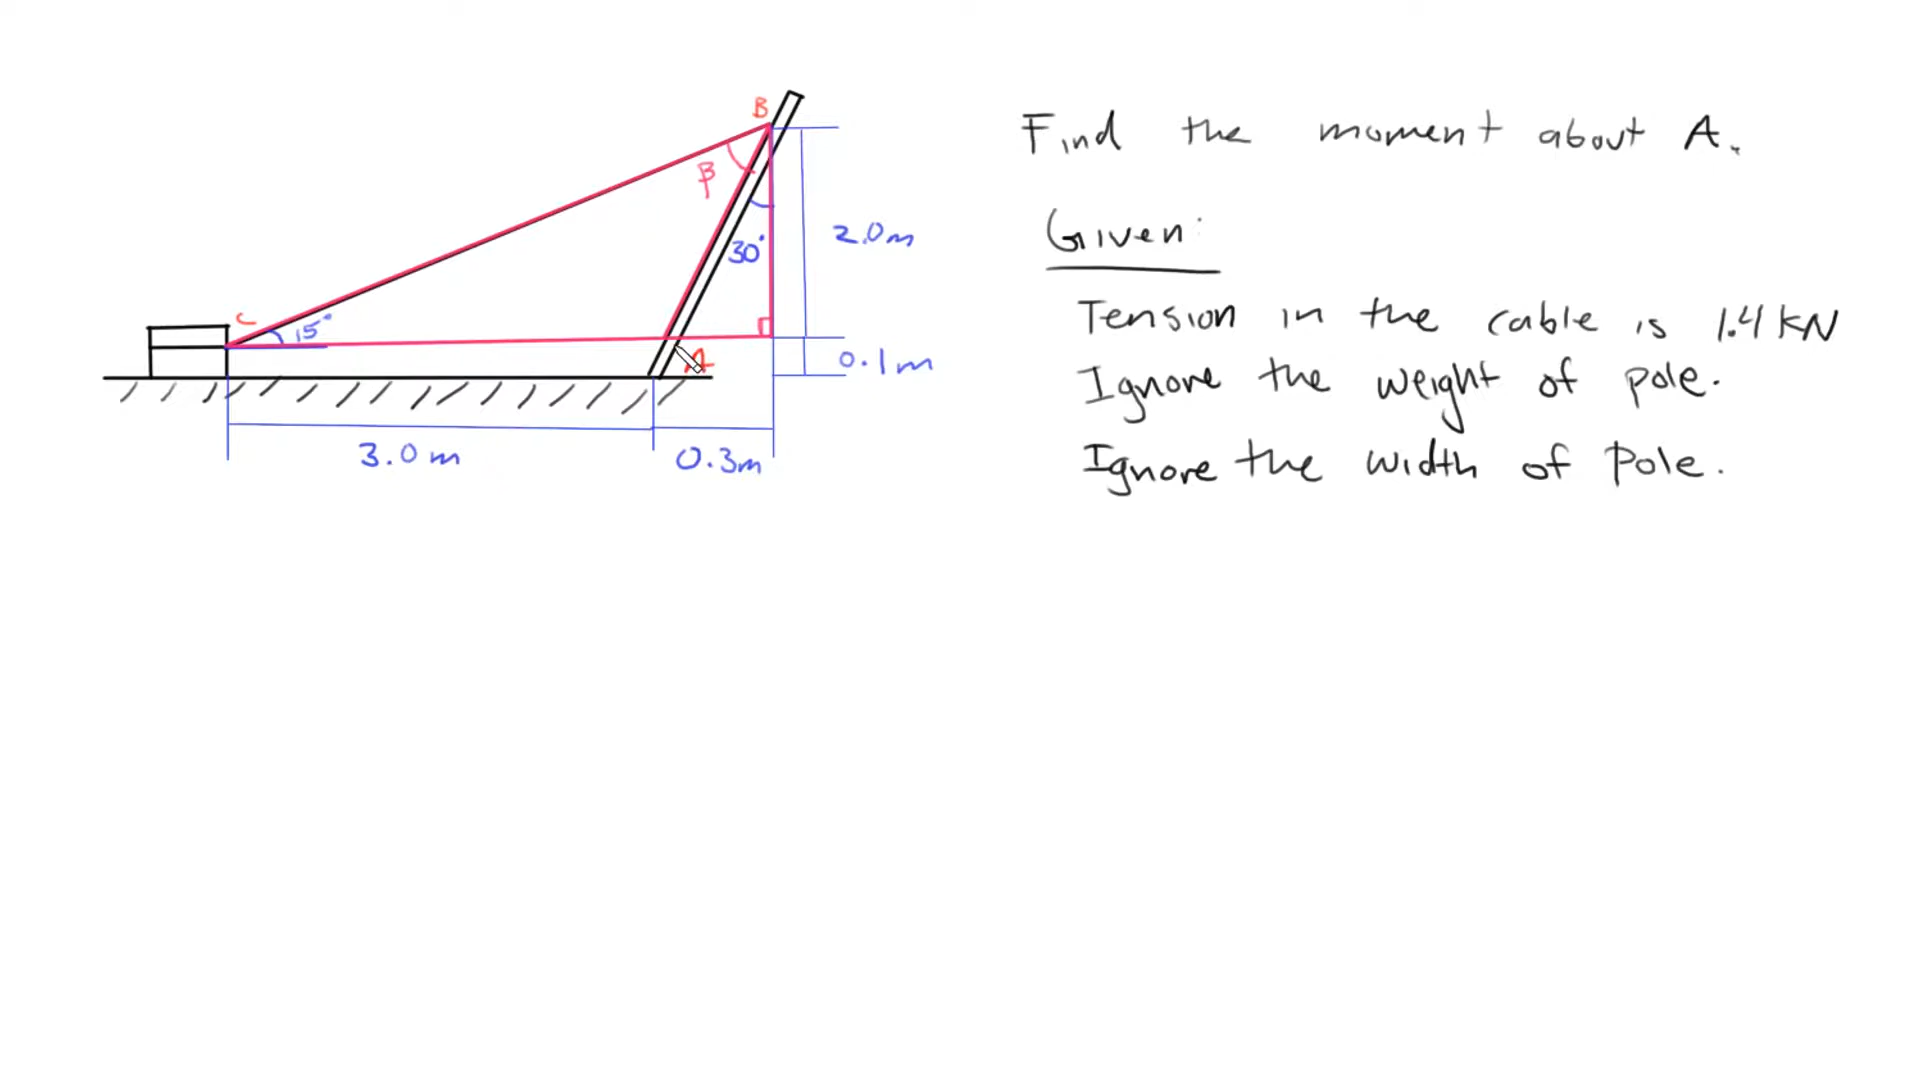 Find the moment about A.
Given:
Tension in the cable is 1.4 kN
Ignore the weight of pole.
Ignore the width of pole.
B
β
30°
2.0m
C
15°
A
0.1m
3.0m
0.3m